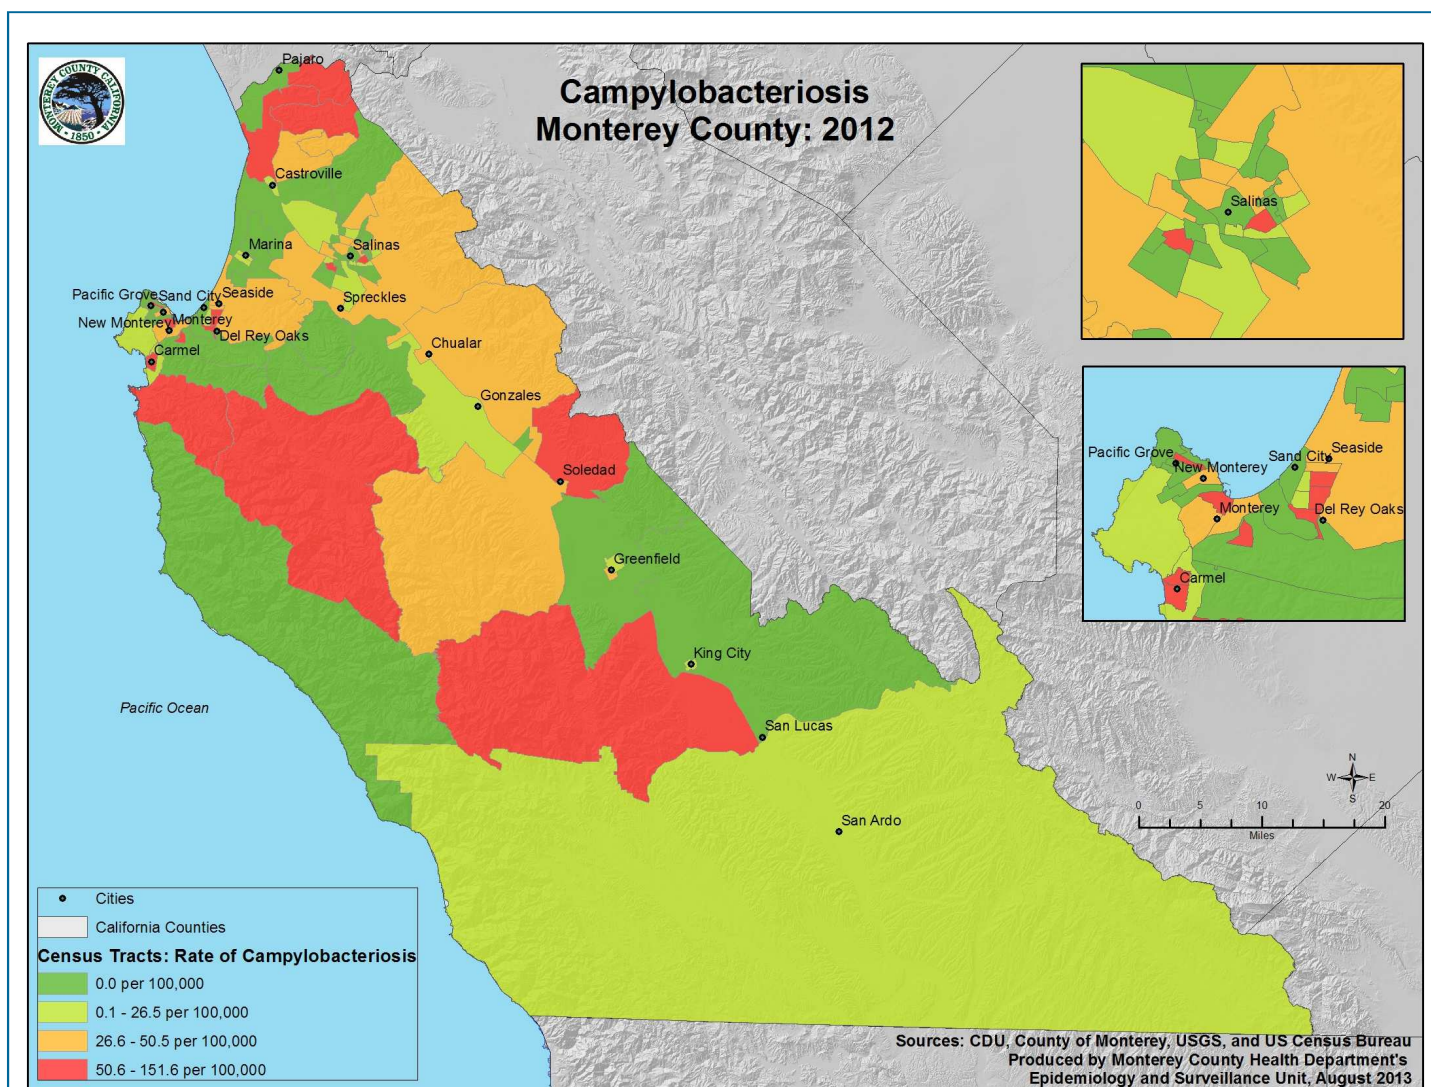 Campylobacteriosis
Monterey County: 2012
MONTEREY COUNTY CALIFORNIA
1850
Pajaro
Castroville
Marina
Salinas
Pacific Grove
Sand City
Seaside
Spreckles
New Monterey
Monterey
Del Rey Oaks
Carmel
Chualar
Gonzales
Soledad
Greenfield
King City
San Lucas
San Ardo
Pacific Ocean
Salinas
Pacific Grove
New Monterey
Sand City
Seaside
Monterey
Del Rey Oaks
Carmel
N
W E
S
0 5 10 20
Miles
Cities
California Counties
Census Tracts: Rate of Campylobacteriosis
0.0 per 100,000
0.1 - 26.5 per 100,000
26.6 - 50.5 per 100,000
50.6 - 151.6 per 100,000
Sources: CDU, County of Monterey, USGS, and US Census Bureau
Produced by Monterey County Health Department's
Epidemiology and Surveillance Unit, August 2013